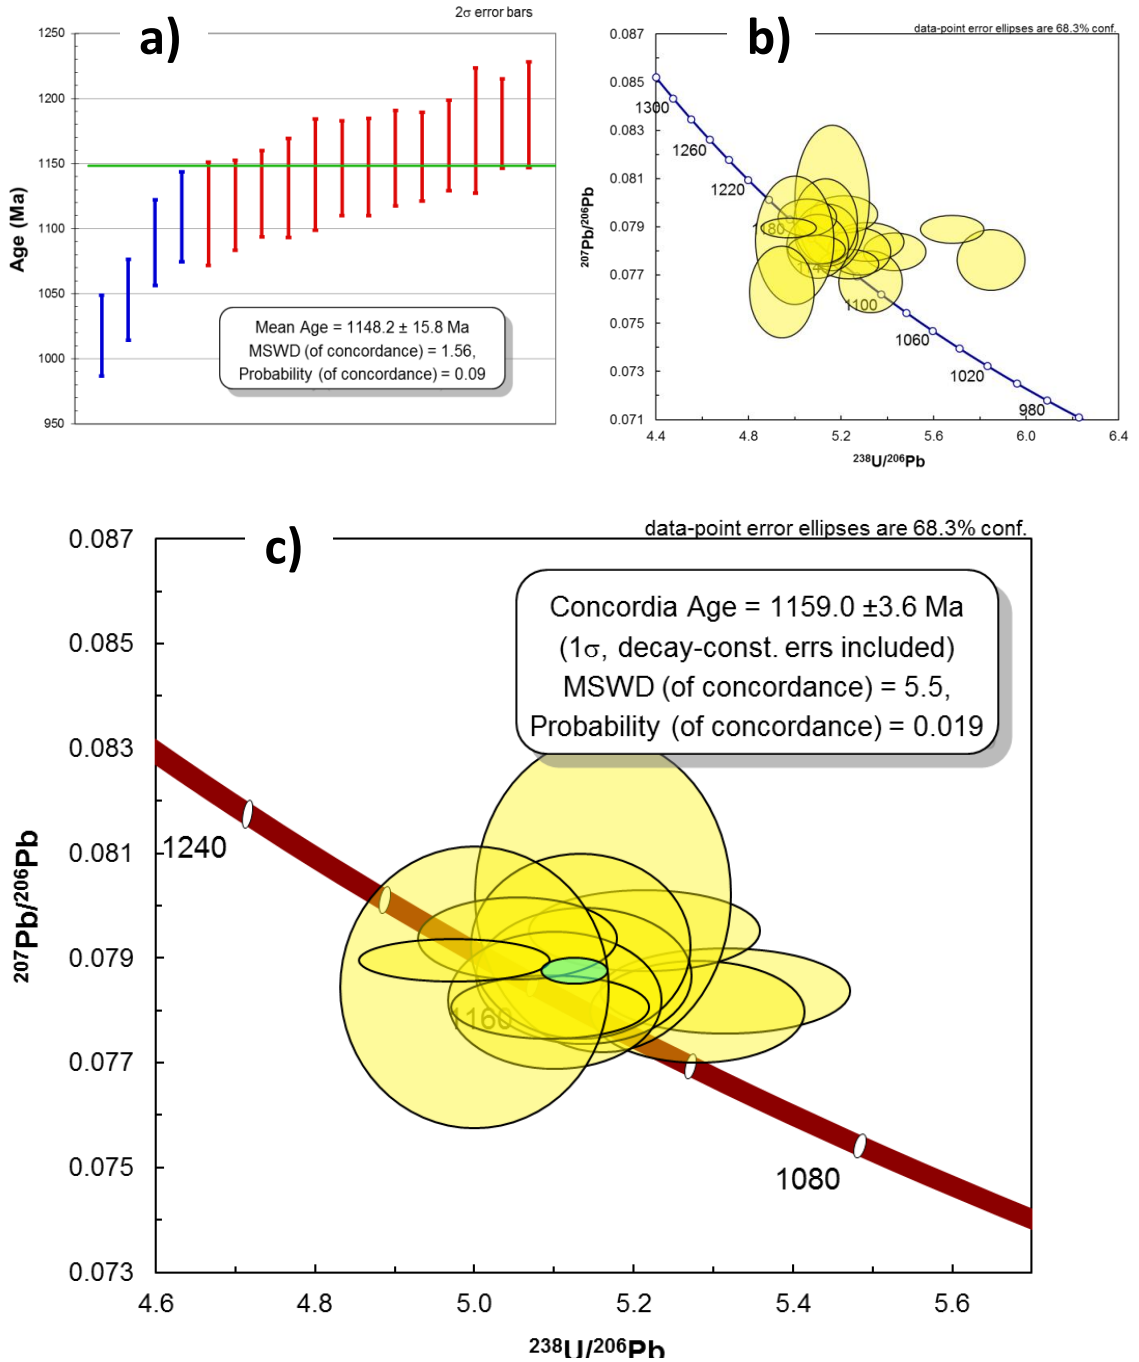 2σ error bars
a)
1250
1200
1150
1100
1050
1000
950
Age (Ma)
Mean Age = 1148.2 ± 15.8 Ma
MSWD (of concordance) = 1.56,
Probability (of concordance) = 0.09
data-point error ellipses are 68.3% conf.
b)
0.087
0.085
0.083
0.081
0.079
0.077
0.075
0.073
0.071
207Pb/206Pb
1300
1260
1220
1180
1140
1100
1060
1020
980
4.4 4.8 5.2 5.6 6.0 6.4
238U/206Pb
data-point error ellipses are 68.3% conf.
c)
0.087
0.085
0.083
0.081
0.079
0.077
0.075
0.073
207Pb/206Pb
Concordia Age = 1159.0 ±3.6 Ma
(1σ, decay-const. errs included)
MSWD (of concordance) = 5.5,
Probability (of concordance) = 0.019
1240
1160
1080
4.6 4.8 5.0 5.2 5.4 5.6
238U/206Pb